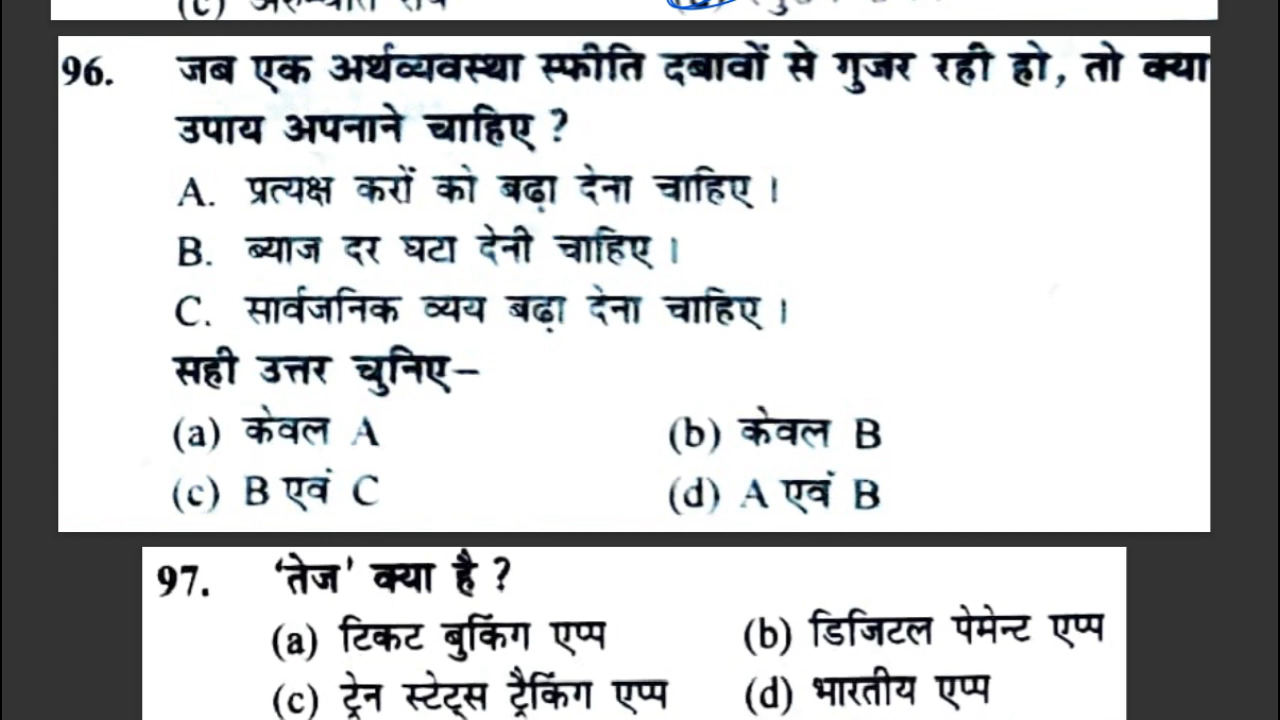 96. जब एक अर्थव्यवस्था स्फीति दबावों से गुजर रही हो, तो क्या
उपाय अपनाने चाहिए ?
A. प्रत्यक्ष करों को बढ़ा देना चाहिए ।
B. ब्याज दर घटा देनी चाहिए ।
C. सार्वजनिक व्यय बढ़ा देना चाहिए ।
सही उत्तर चुनिए–
(a) केवल A (b) केवल B
(c) B एवं C (d) A एवं B
97. ‘तेज’ क्या है ?
(a) टिकट बुकिंग एप्प (b) डिजिटल पेमेन्ट एप्प
(c) ट्रेन स्टेट्स ट्रैकिंग एप्प (d) भारतीय एप्प